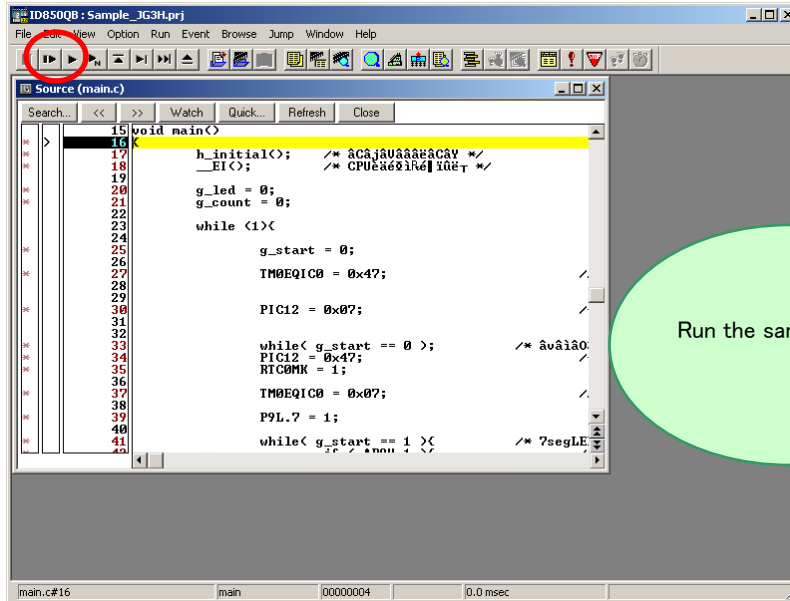 ID850QB : Sample_JG3H.prj
File Edit View Option Run Event Browse Jump Window Help
Source (main.c)
Search... << >> Watch Quick... Refresh Close
15 void main()
16 {
17 h_initial(); /* âCâjâUâââëâCâY */
18 __EI(); /*
19
20 g_led = 0;
21 g_count = 0;
22
23 while (1){
24
25 g_start = 0;
26
27 TM0EQIC0 = 0x47; /
28
29
30 PIC12 = 0x07; /
31
32
33 while( g_start == 0 ); /*
34 PIC12 = 0x47; /
35 RTC0MK = 1;
36
37 TM0EQIC0 = 0x07; /
38
39 P9L.7 = 1;
40
41 while( g_start == 1 ){ /* 7segLE
Run the sam
main.c#16 main 00000004 0.0 msec